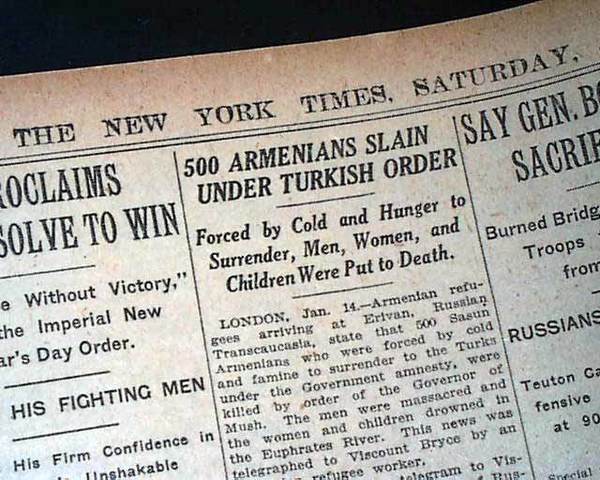 THE NEW YORK TIMES, SATURDAY,
SOLVE TO WIN
e Without Victory,"
the Imperial New
ar's Day Order.
HIS FIGHTING MEN
His Firm Confidence in
Unshakable
500 ARMENIANS SLAIN
UNDER TURKISH ORDER
Forced by Cold and Hunger to
Surrender, Men, Women, and
Children Were Put to Death.
LONDON, Jan. 14.—Armenian refu-
gees arriving at Erivan, Russian
Transcaucasia, state that 500 Sasun
Armenians who were forced by cold
and famine to surrender to the Turks
under the Government amnesty, were
killed by order of the Governor of
Mush. The men were massacred and
the women and children drowned in
the Euphrates River. This news was
telegraphed to Viscount Bryce by an
refugee worker.
telegram to Vis-
of Rus-
SAY GEN. BO
SACRIF
Burned Bridg
Troops
from
RUSSIANS
Teuton Ca
fensive
at 90
Special